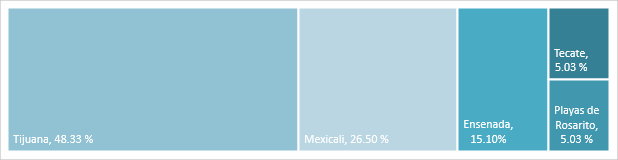 Tijuana, 48.33 %
Mexicali, 26.50 %
Ensenada,
15.10%
Tecate,
5.03 %
Playas de
Rosarito,
5.03 %